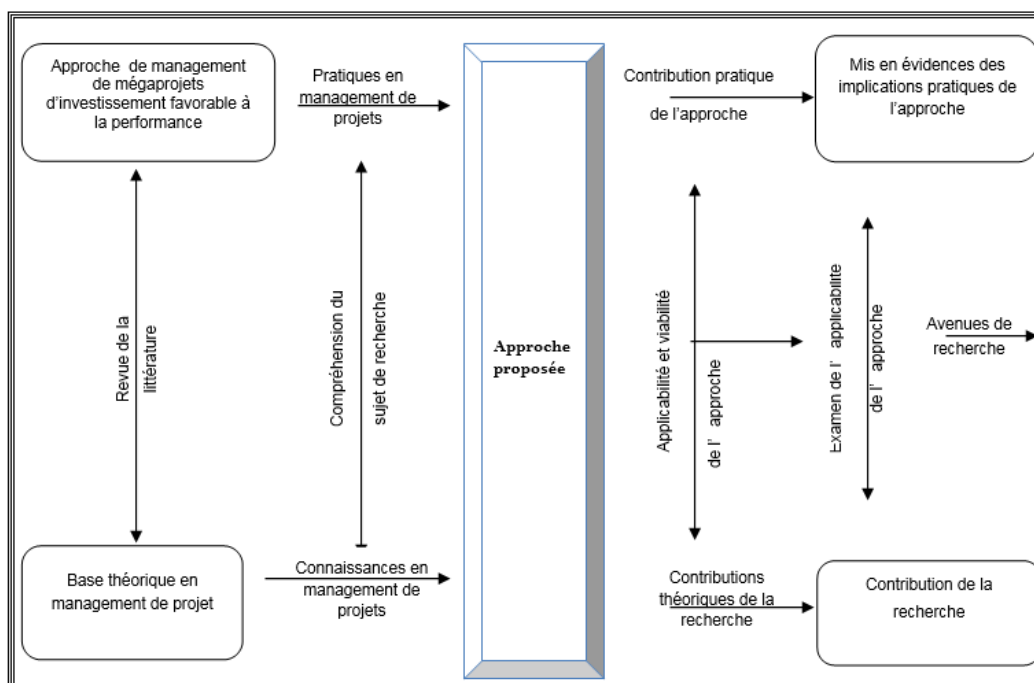 Approche de management
de mégaprojets
d'investissement favorable à
la performance
Pratiques en
management de
projets
Contribution pratique
de l'approche
Mis en évidences des
implications pratiques de
l'approche
Revue de la
littérature
Compréhension du
sujet de recherche
Approche
proposée
Applicabilité et viabilité
de l' approche
Examen de l' applicabilité
de l' approche
Avenues de
recherche
Base théorique en
management de projet
Connaissances en
management de
projets
Contributions
théoriques de la
recherche
Contribution de la
recherche